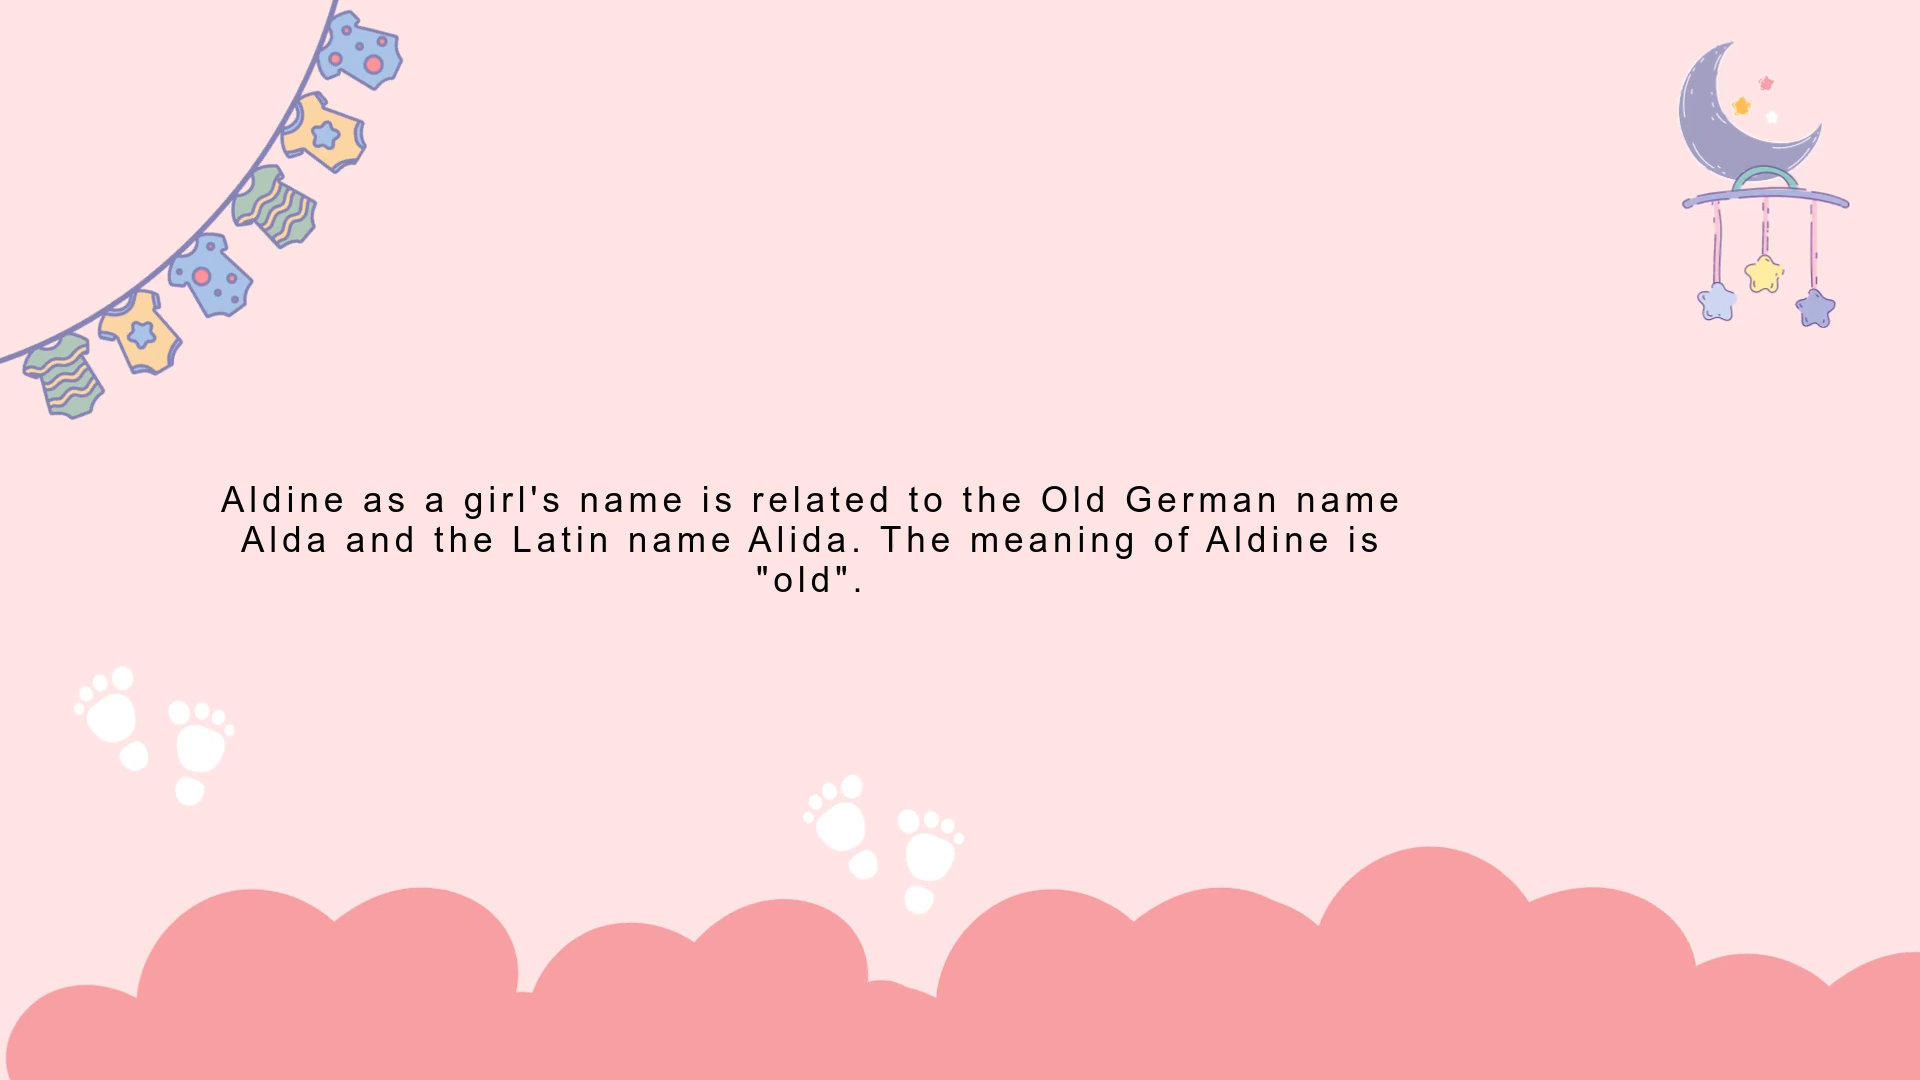 Aldine as a girl's name is related to the Old German name
Alda and the Latin name Alida. The meaning of Aldine is
"old".